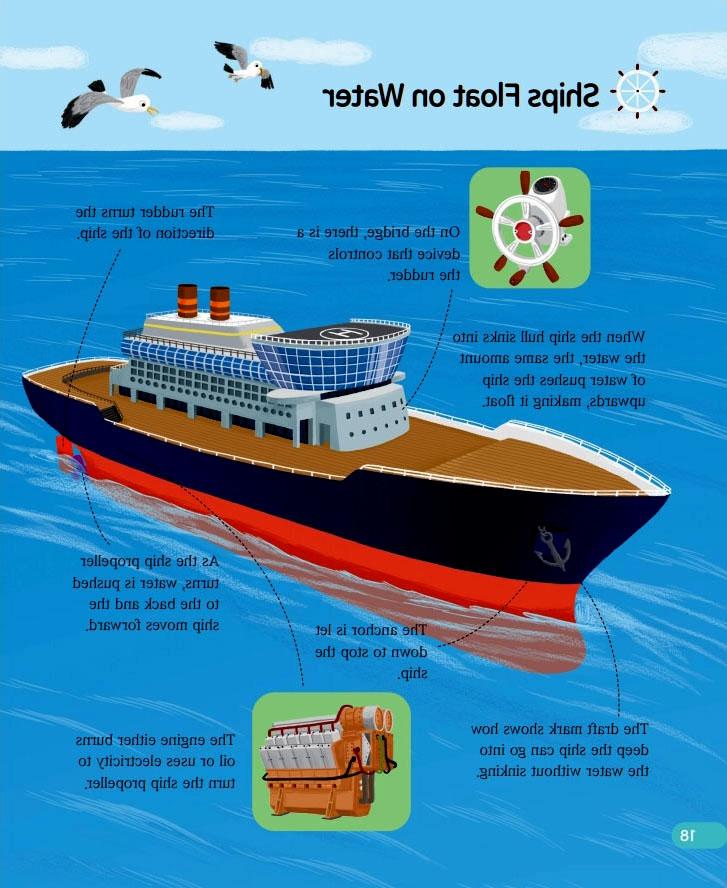 Ships Float on Water
The rudder turns the
direction of the ship.
On the bridge, there is a
device that controls
the rudder.
When the ship hull sinks into
the water, the same amount
of water pushes the ship
upwards, making it float.
H
As the ship propeller
turns, water is pushed
to the back and the
ship moves forward.
The anchor is let
down to stop the
ship.
The engine either burns
oil or uses electricity to
turn the ship propeller.
The draft mark shows how
deep the ship can go into
the water without sinking.
18